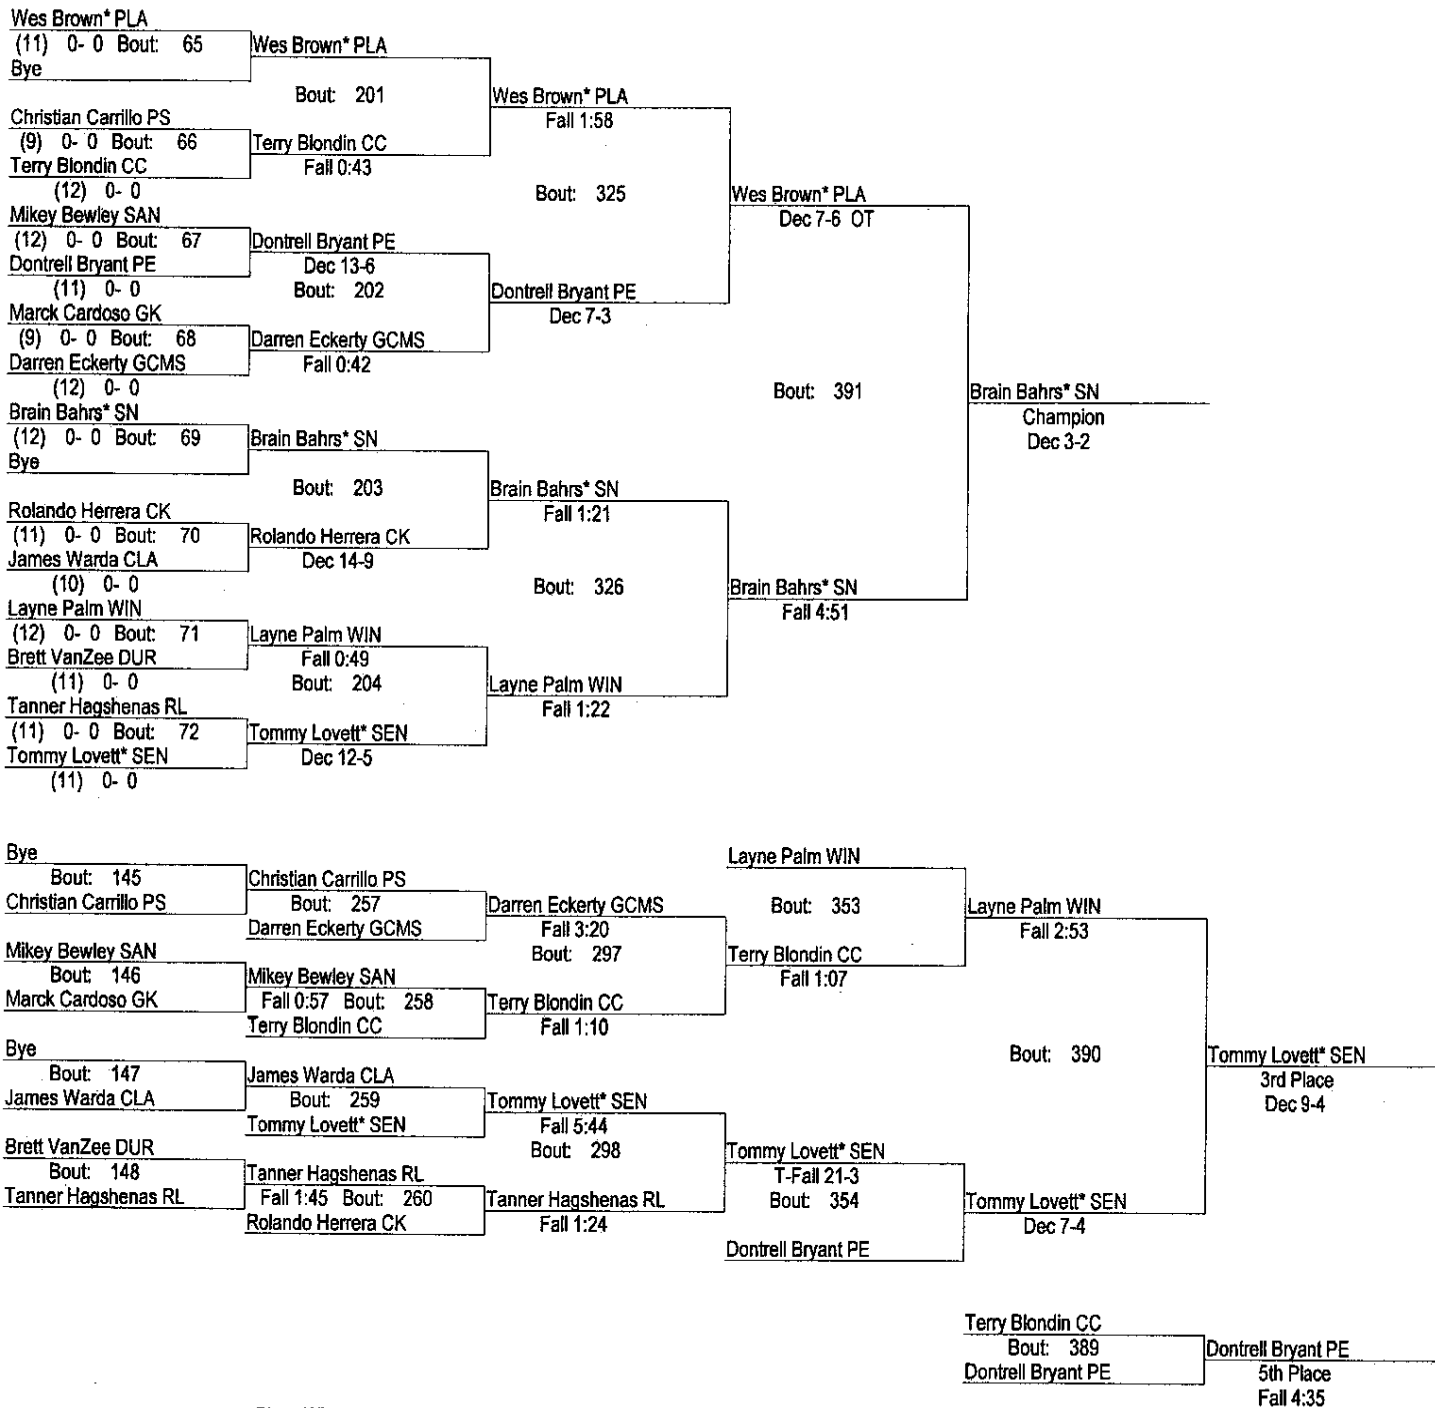 Wes Brown* PLA
(11) 0- 0 Bout: 65
Bye
Wes Brown* PLA
Bout: 201
Christian Carrillo PS
(9) 0- 0 Bout: 66
Terry Blondin CC
(12) 0- 0
Terry Blondin CC
Fall 0:43
Wes Brown* PLA
Fall 1:58
Bout: 325
Mikey Bewley SAN
(12) 0- 0 Bout: 67
Dontrell Bryant PE
(11) 0- 0
Dontrell Bryant PE
Dec 13-6
Bout: 202
Marck Cardoso GK
(9) 0- 0 Bout: 68
Darren Eckerty GCMS
(12) 0- 0
Darren Eckerty GCMS
Fall 0:42
Dontrell Bryant PE
Dec 7-3
Wes Brown* PLA
Dec 7-6 OT
Bout: 391
Brain Bahrs* SN
Champion
Dec 3-2
Brain Bahrs* SN
(12) 0- 0 Bout: 69
Bye
Brain Bahrs* SN
Bout: 203
Rolando Herrera CK
(11) 0- 0 Bout: 70
James Warda CLA
(10) 0- 0
Rolando Herrera CK
Dec 14-9
Brain Bahrs* SN
Fall 1:21
Bout: 326
Brain Bahrs* SN
Fall 4:51
Layne Palm WIN
(12) 0- 0 Bout: 71
Brett VanZee DUR
(11) 0- 0
Layne Palm WIN
Fall 0:49
Bout: 204
Tanner Hagshenas RL
(11) 0- 0 Bout: 72
Tommy Lovett* SEN
(11) 0- 0
Tommy Lovett* SEN
Dec 12-5
Layne Palm WIN
Fall 1:22
Bye
Bout: 145
Christian Carrillo PS
Christian Carrillo PS
Bout: 257
Darren Eckerty GCMS
Darren Eckerty GCMS
Fall 3:20
Bout: 297
Mikey Bewley SAN
Bout: 146
Marck Cardoso GK
Mikey Bewley SAN
Fall 0:57 Bout: 258
Terry Blondin CC
Terry Blondin CC
Fall 1:10
Layne Palm WIN
Bout: 353
Terry Blondin CC
Fall 1:07
Layne Palm WIN
Fall 2:53
Bout: 390
Bye
Bout: 147
James Warda CLA
James Warda CLA
Bout: 259
Tommy Lovett* SEN
Tommy Lovett* SEN
Fall 5:44
Bout: 298
Brett VanZee DUR
Bout: 148
Tanner Hagshenas RL
Tanner Hagshenas RL
Fall 1:45 Bout: 260
Rolando Herrera CK
Tanner Hagshenas RL
Fall 1:24
Tommy Lovett* SEN
T-Fall 21-3
Bout: 354
Dontrell Bryant PE
Tommy Lovett* SEN
Dec 7-4
Tommy Lovett* SEN
3rd Place
Dec 9-4
Terry Blondin CC
Bout: 389
Dontrell Bryant PE
Dontrell Bryant PE
5th Place
Fall 4:35